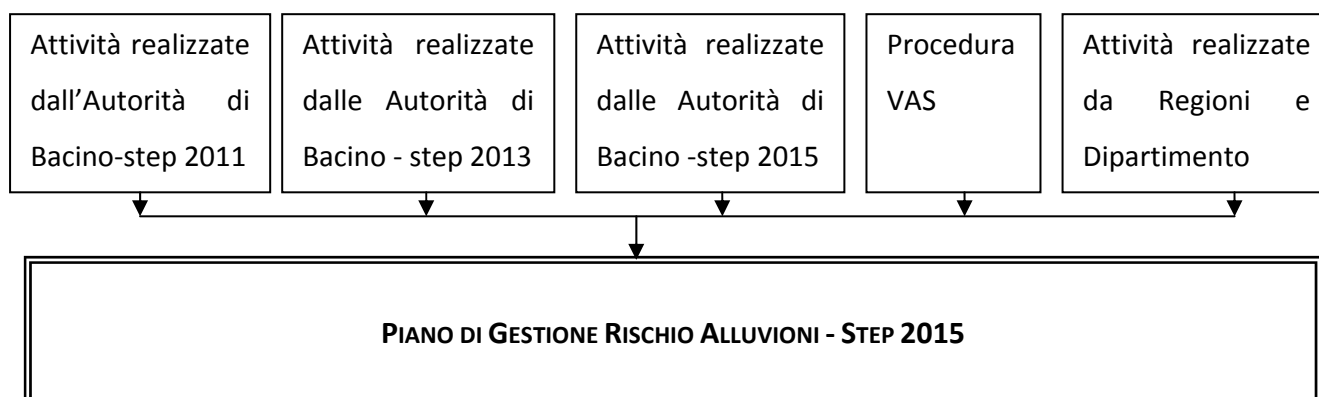 Attività realizzate
dall’Autorità di
Bacino-step 2011
Attività realizzate
dalle Autorità di
Bacino - step 2013
Attività realizzate
dalle Autorità di
Bacino -step 2015
Procedura
VAS
Attività realizzate
da Regioni e
Dipartimento
PIANO DI GESTIONE RISCHIO ALLUVIONI - STEP 2015